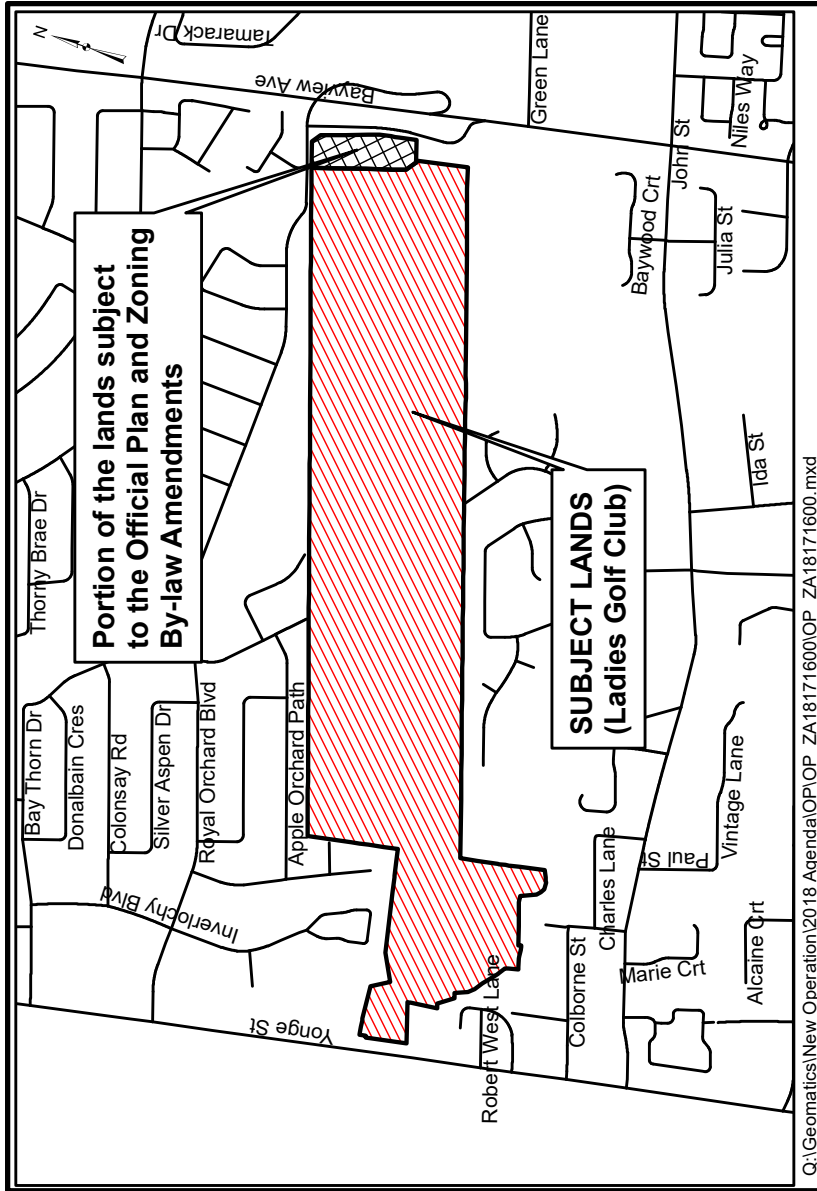 N
Tamarack Dr
Bayview Ave
Green Lane
John St
Niles Way
Baywood Crt
Julia St
Portion of the lands subject
to the Official Plan and Zoning
By-law Amendments
Thorny Brae Dr
Bay Thorn Dr
Donalbain Cres
Colonsay Rd
Silver Aspen Dr
Royal Orchard Blvd
Apple Orchard Path
Inverlochy Blvd
SUBJECT LANDS
(Ladies Golf Club)
Ida St
Vintage Lane
Paul St
Charles Lane
Marie Crt
Alcaine Crt
Colborne St
Robert West Lane
Yonge St
Q:\Geomatics\New Operation\2018 Agenda\OP\OP ZA18171600\OP ZA18171600.mxd